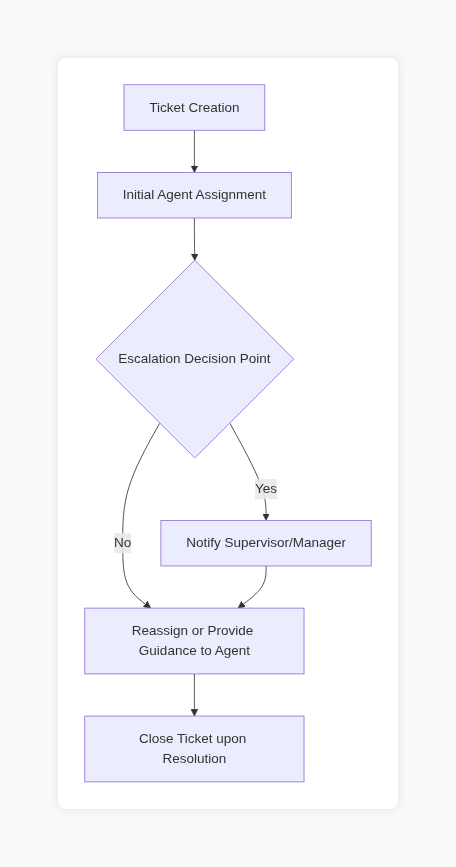 Ticket Creation
Initial Agent Assignment
Escalation Decision Point
Yes
No
Notify Supervisor/Manager
Reassign or Provide
Guidance to Agent
Close Ticket upon
Resolution